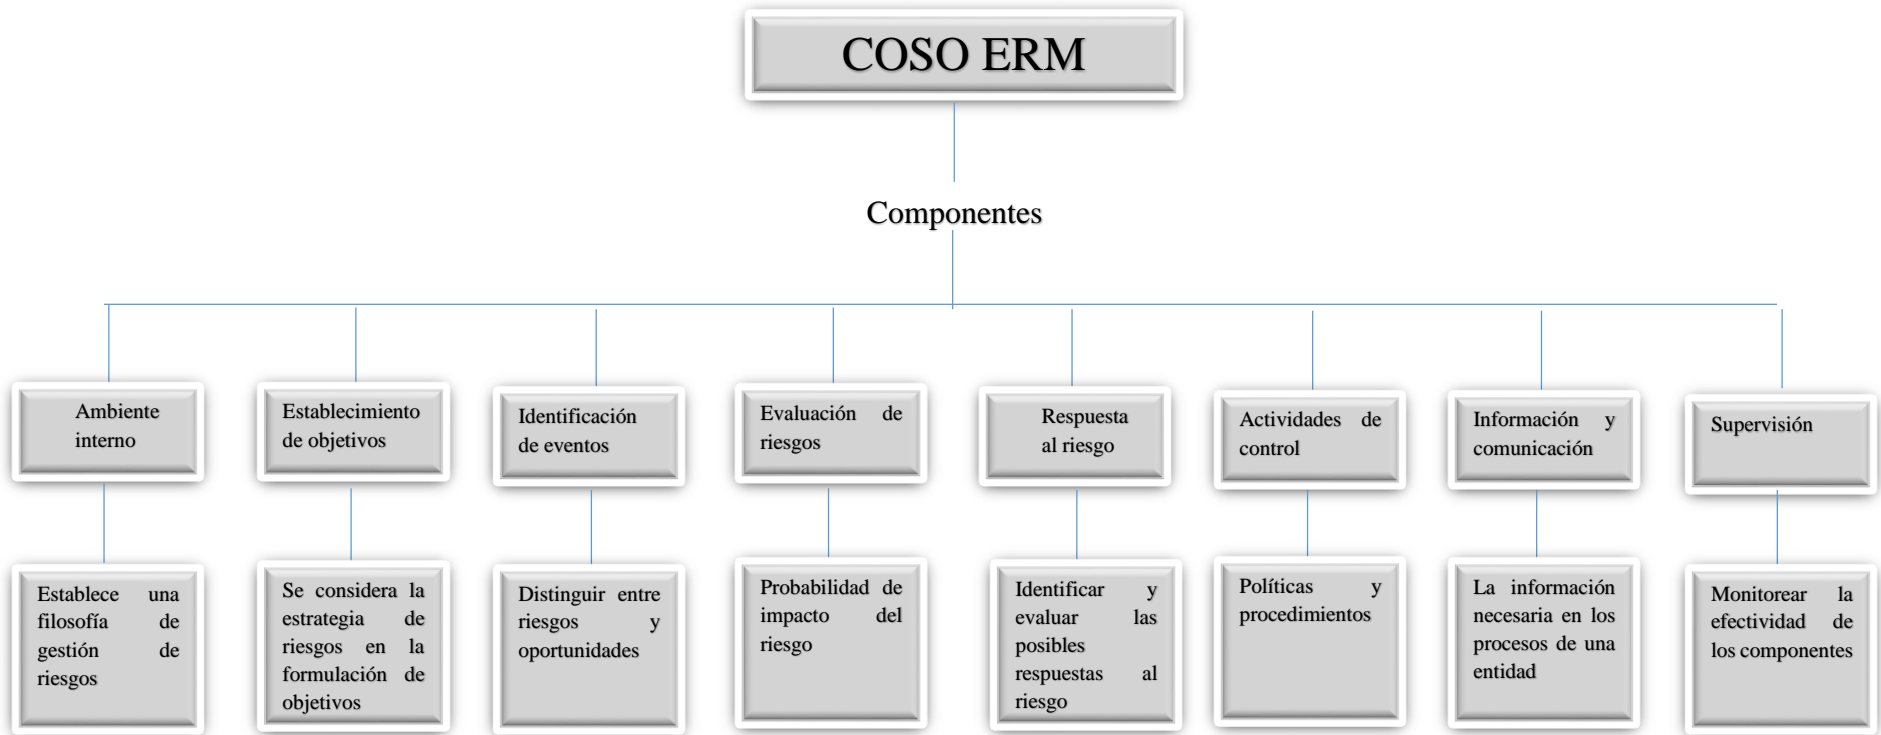 COSO ERM
Componentes
Ambiente
interno
Establecimiento
de objetivos
Identificación
de eventos
Evaluación de
riesgos
Respuesta
al riesgo
Actividades de
control
Información y
comunicación
Supervisión
Establece una
filosofía de
gestión de
riesgos
Se considera la
estrategia de
riesgos en la
formulación de
objetivos
Distinguir entre
riesgos y
oportunidades
Probabilidad de
impacto del
riesgo
Identificar y
evaluar las
posibles
respuestas al
riesgo
Políticas y
procedimientos
La información
necesaria en los
procesos de una
entidad
Monitorear la
efectividad de
los componentes